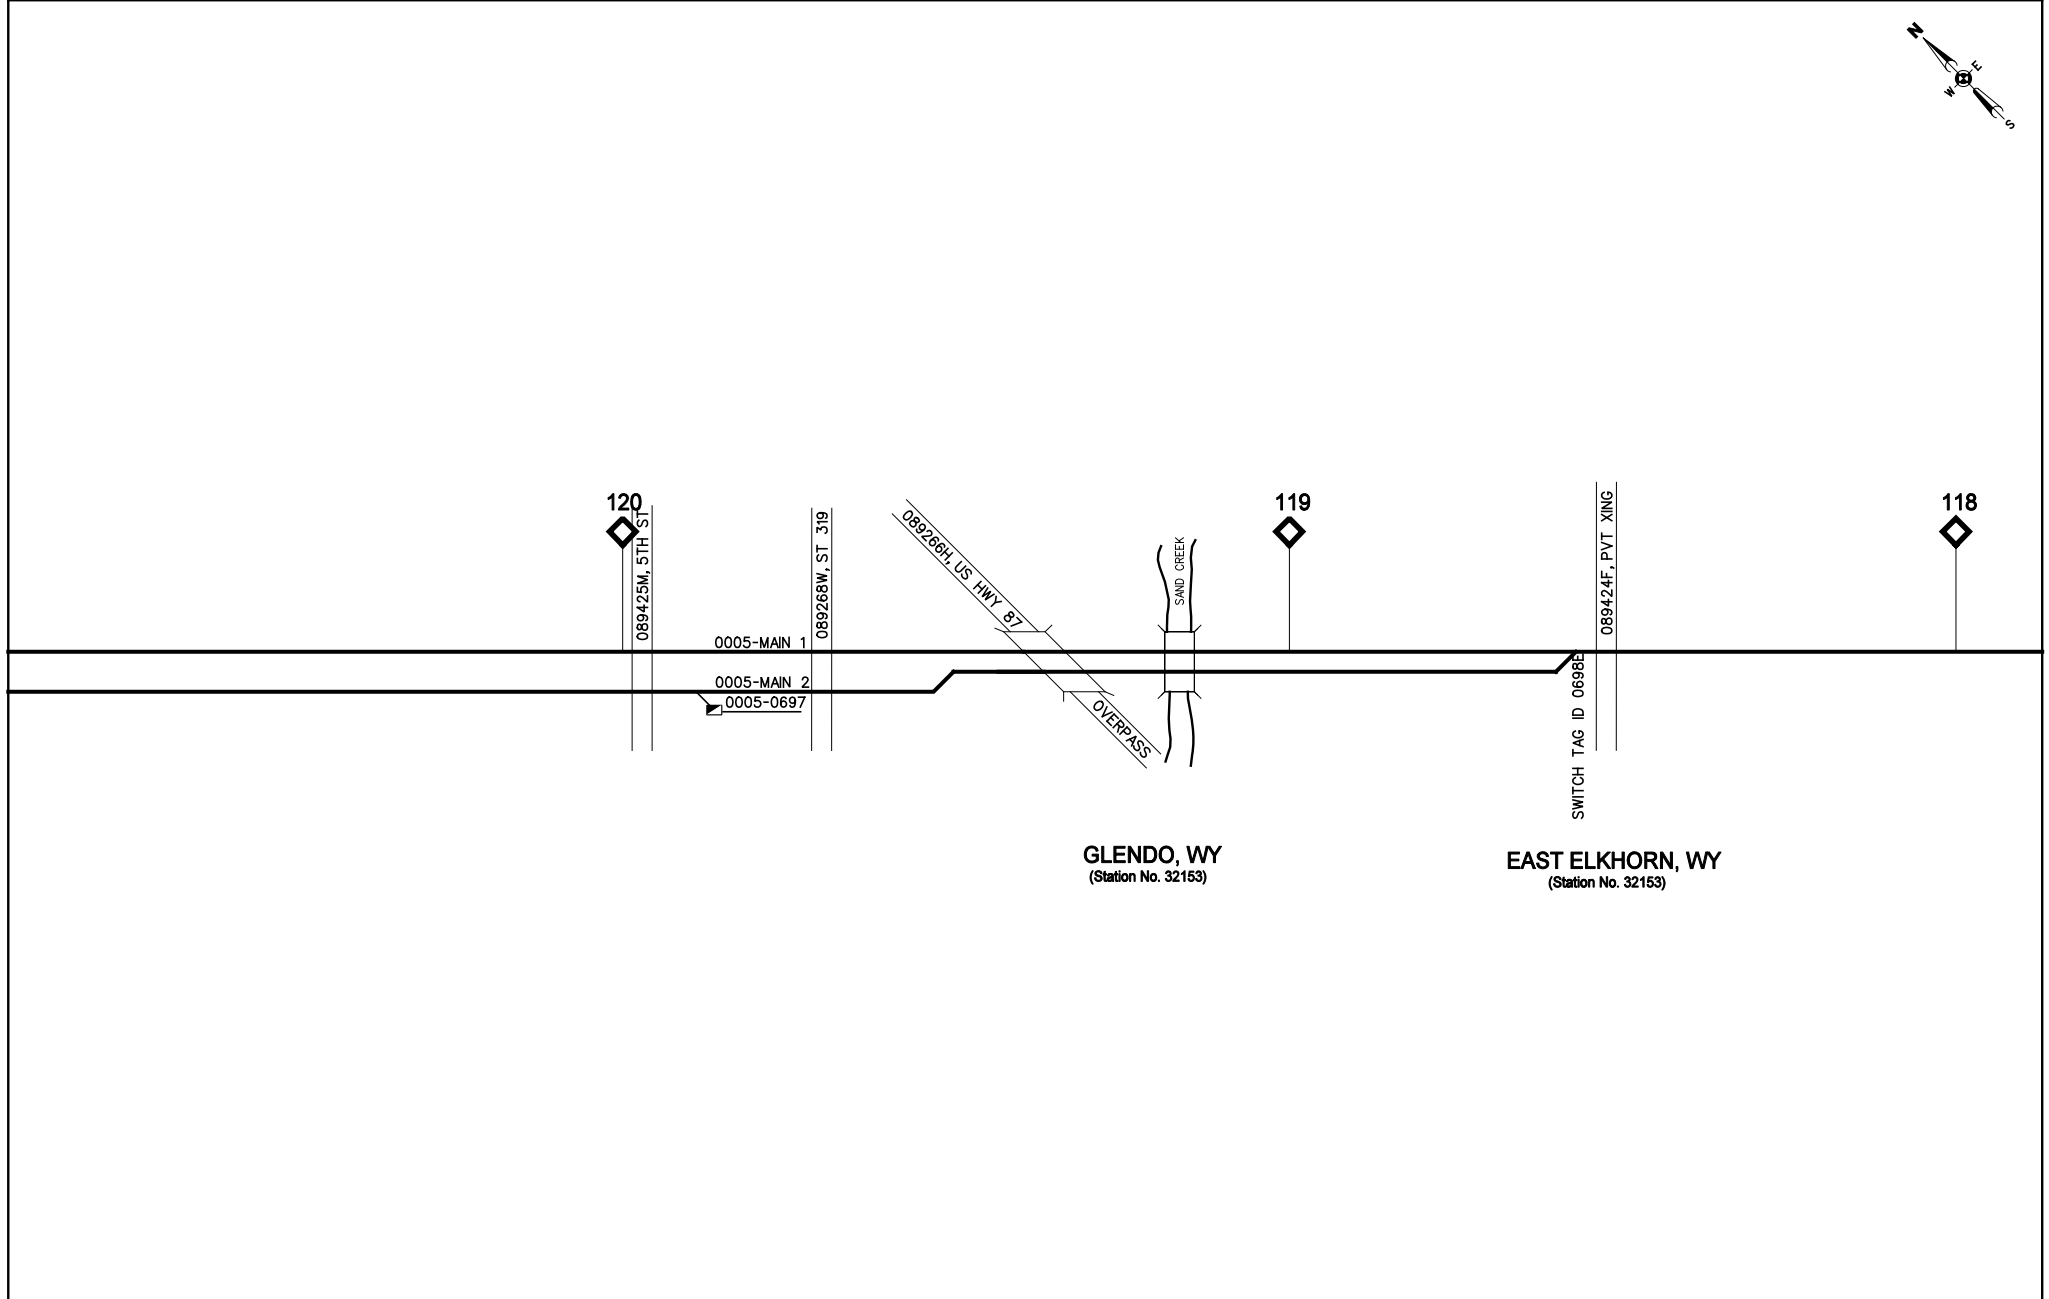 N
E
W
S
120
119
118
089425M, 5TH ST
089268W, ST 319
089266H, US HWY 87
SAND CREEK
089424F, PVT XING
0005-MAIN 1
0005-MAIN 2
0005-0697
OVERPASS
SWITCH TAG ID 0698E
GLENDO, WY
(Station No. 32153)
EAST ELKHORN, WY
(Station No. 32153)